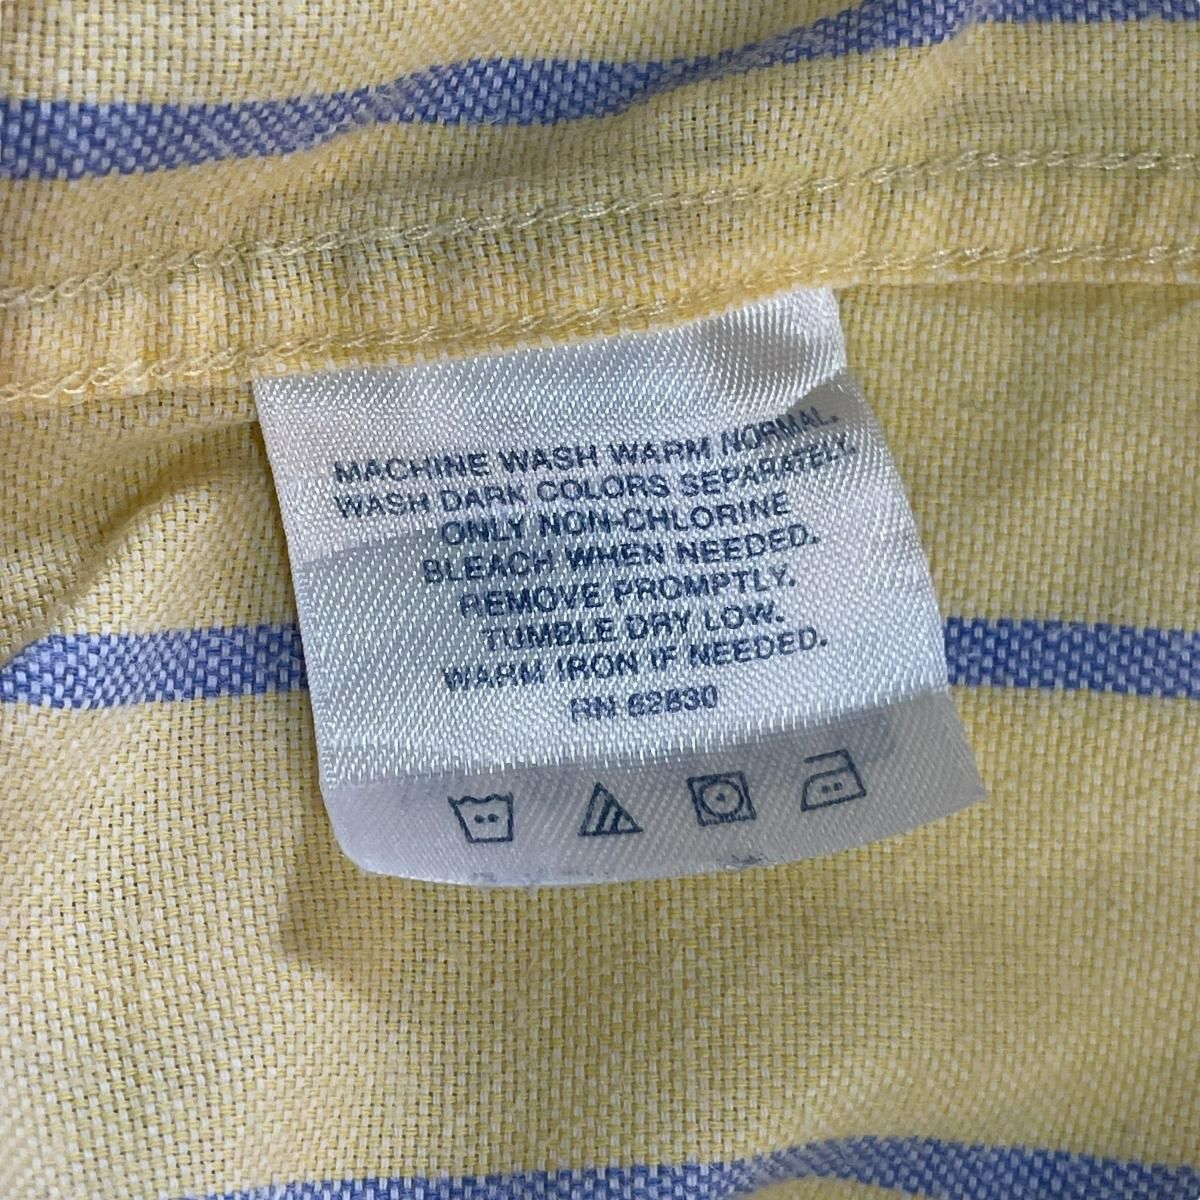 MACHINE WASH WARM NORMAL.
WASH DARK COLORS SEPARATELY.
ONLY NON-CHLORINE
BLEACH WHEN NEEDED.
REMOVE PROMPTLY.
TUMBLE DRY LOW.
WARM IRON IF NEEDED.
RN 62830